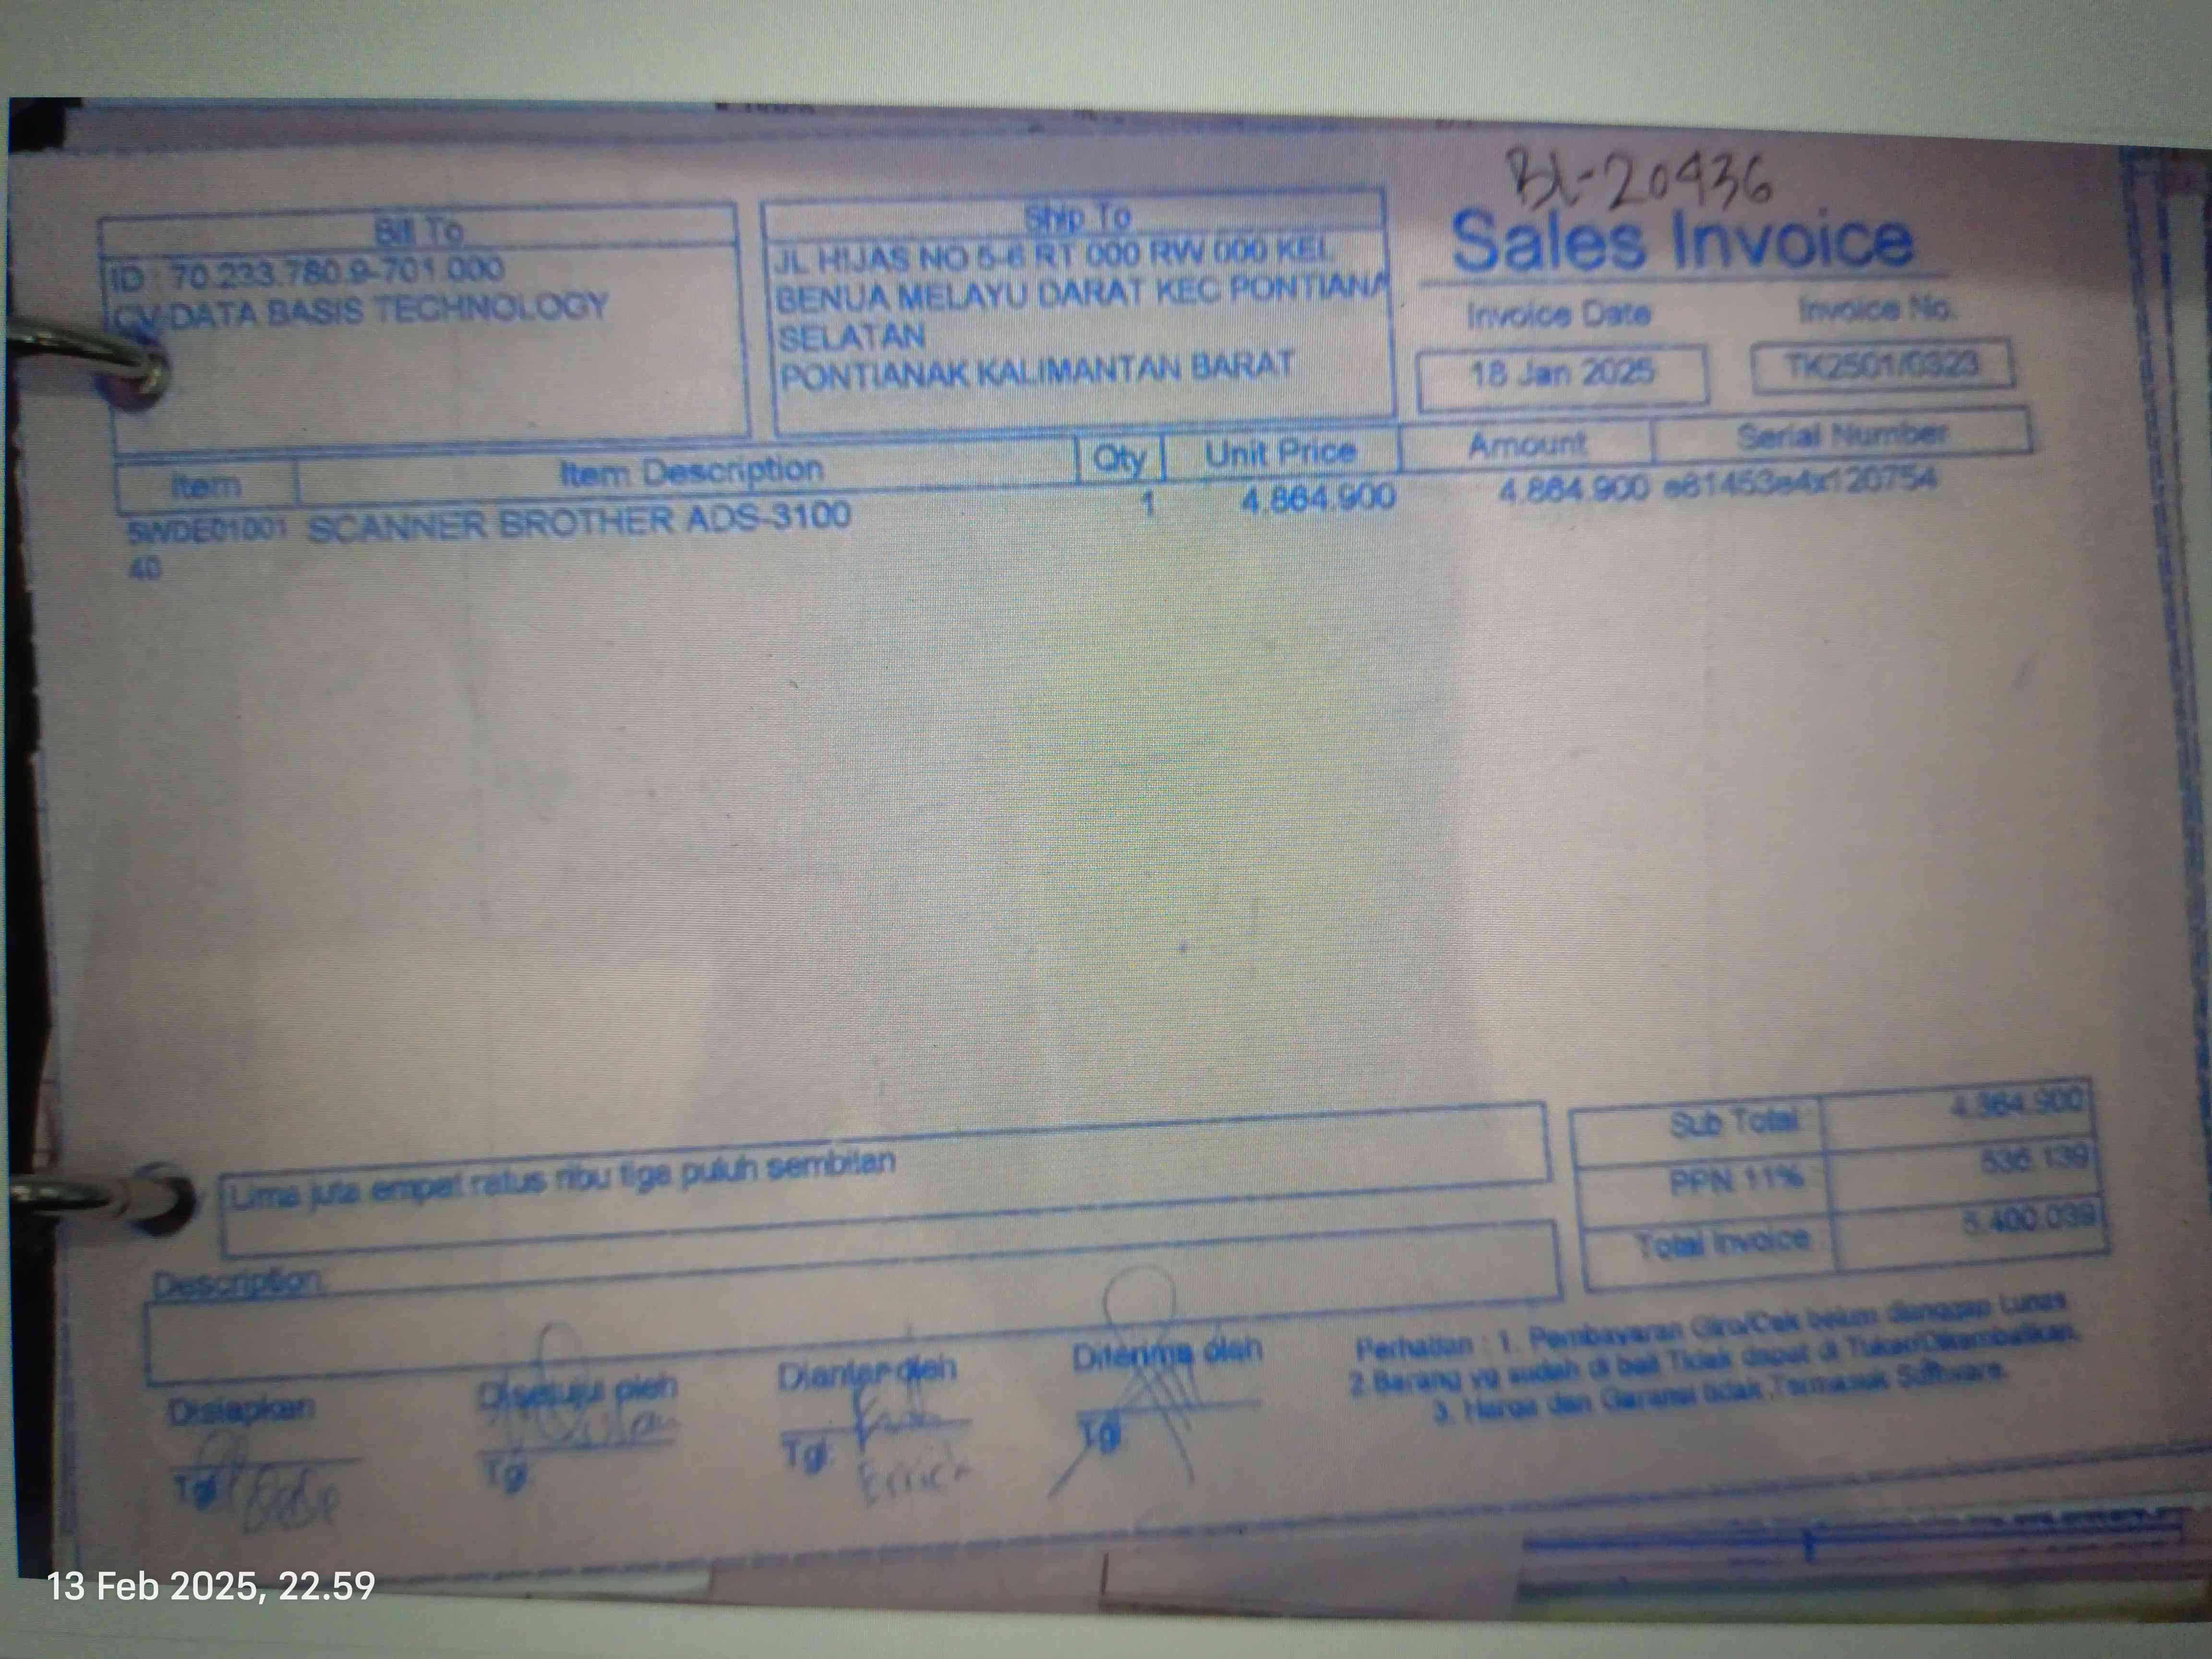 BL-20436
Sales Invoice
Bill To
ID : 70.233.780.9-701.000
CV DATA BASIS TECHNOLOGY
Ship To
JL HIJAS NO 5-6 RT 000 RW 000 KEL
BENUA MELAYU DARAT KEC PONTIANA
SELATAN
PONTIANAK KALIMANTAN BARAT
Invoice Date
Invoice No.
18 Jan 2025
TK2501/0323
Item
Item Description
Qty
Unit Price
Amount
Serial Number
5WDE01001 SCANNER BROTHER ADS-3100 1 4.864.900 4.864.900 e81453e4x120754
40
Lima juta empat ratus ribu tiga puluh sembilan
Sub Total 4.864.900
PPN 11% 535.139
Total Invoice 5.400.039
Description:
Disiapkan
Disetujui oleh
Diantar oleh
Diterima oleh
Tgl.
Tgl.
Tgl.
Tgl.
Errich
Perhatian : 1. Pembayaran Giro/Cek belum dianggap Lunas
2.Barang yg sudah di beli Tidak dapat di Tukar/Dikembalikan.
3. Harga dan Garansi tidak Termasuk Software.
13 Feb 2025, 22.59